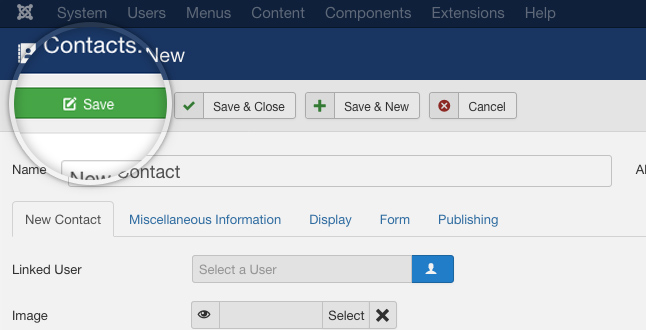 System Users Menus Content Components Extensions Help
Contacts: New
Save Save & Close Save & New Cancel
Name New Contact
New Contact Miscellaneous Information Display Form Publishing
Linked User Select a User
Image Select